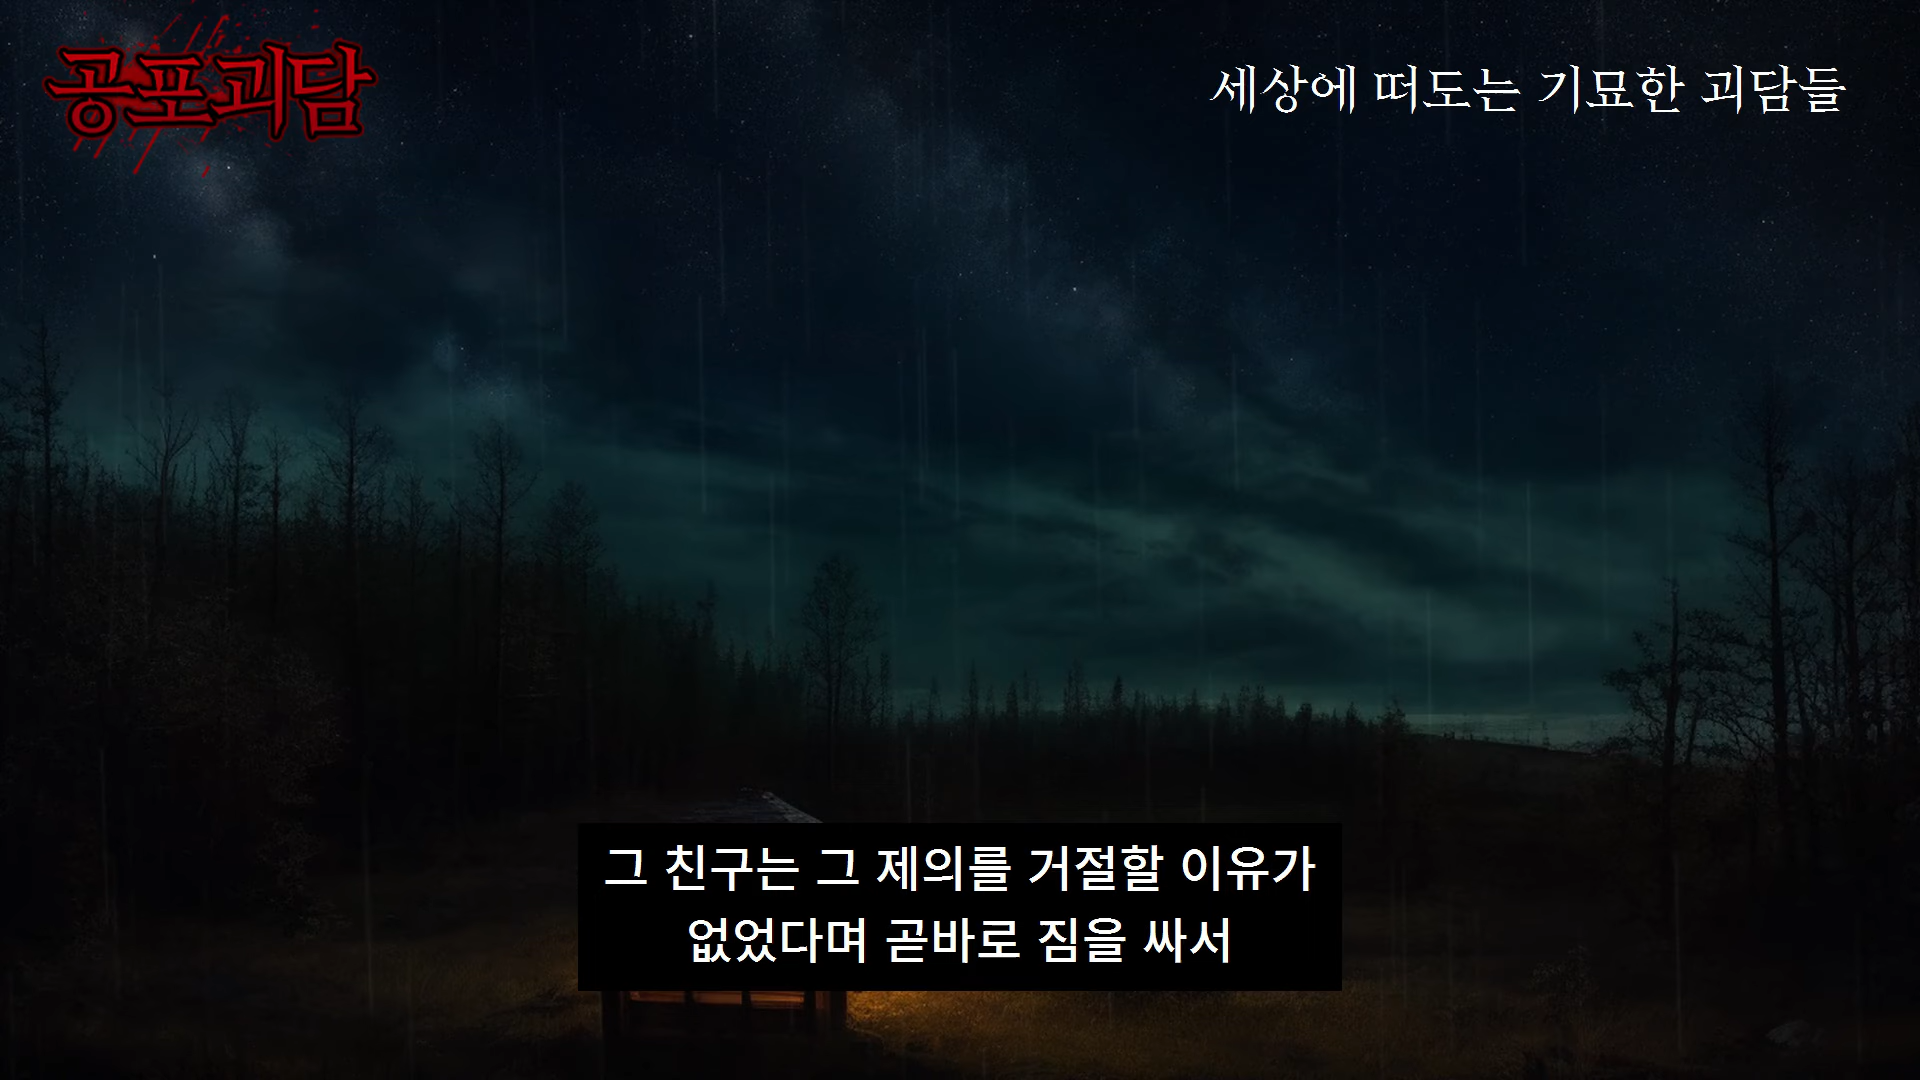 공포괴담
세상에 떠도는 기묘한 괴담들
그 친구는 그 제의를 거절할 이유가
없었다며 곧바로 짐을 싸서